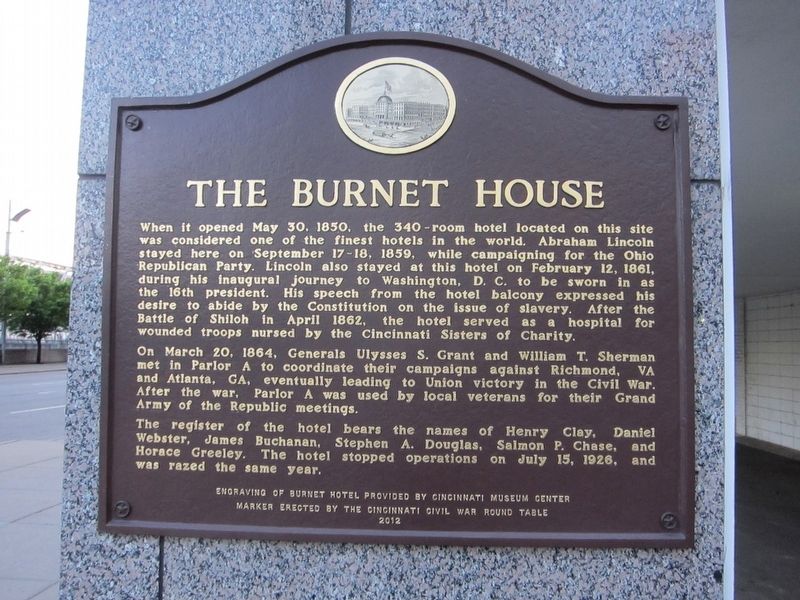 THE BURNET HOUSE
When it opened May 30, 1850, the 340-room hotel located on this site
was considered one of the finest hotels in the world. Abraham Lincoln
stayed here on September 17-18, 1859, while campaigning for the Ohio
Republican Party. Lincoln also stayed at this hotel on February 12, 1861,
during his inaugural journey to Washington, D. C. to be sworn in as
the 16th president. His speech from the hotel balcony expressed his
desire to abide by the Constitution on the issue of slavery. After the
Battle of Shiloh in April 1862, the hotel served as a hospital for
wounded troops nursed by the Cincinnati Sisters of Charity.
On March 20, 1864, Generals Ulysses S. Grant and William T. Sherman
met in Parlor A to coordinate their campaigns against Richmond, VA
and Atlanta, GA, eventually leading to Union victory in the Civil War.
After the war, Parlor A was used by local veterans for their Grand
Army of the Republic meetings.
The register of the hotel bears the names of Henry Clay, Daniel
Webster, James Buchanan, Stephen A. Douglas, Salmon P. Chase, and
Horace Greeley. The hotel stopped operations on July 15, 1926, and
was razed the same year.
ENGRAVING OF BURNET HOTEL PROVIDED BY CINCINNATI MUSEUM CENTER
MARKER ERECTED BY THE CINCINNATI CIVIL WAR ROUND TABLE
2012